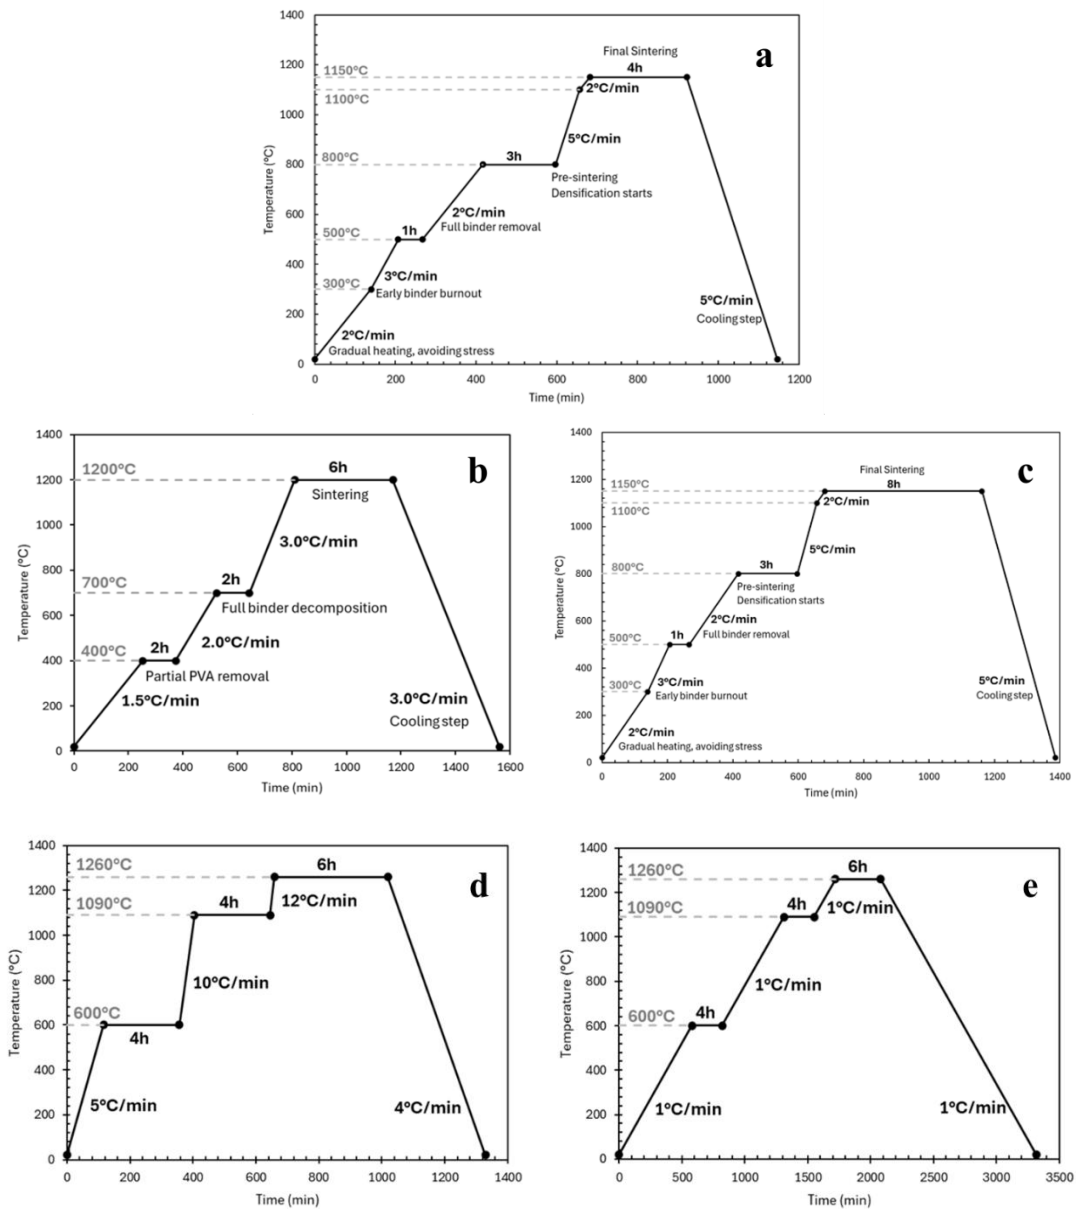 a
1400
1200
1000
800
600
400
200
0
Temperature (°C)
1150°C
1100°C
800°C
500°C
300°C
Final Sintering
4h
2°C/min
5°C/min
3h
Pre-sintering
Densification starts
2°C/min
Full binder removal
1h
3°C/min
Early binder burnout
2°C/min
Gradual heating, avoiding stress
5°C/min
Cooling step
0 200 400 600 800 1000 1200
Time (min)
b
1400
1200
1000
800
600
400
200
0
Temperature (°C)
1200°C
700°C
400°C
6h
Sintering
3.0°C/min
2h
Full binder decomposition
2.0°C/min
2h
Partial PVA removal
1.5°C/min
3.0°C/min
Cooling step
0 200 400 600 800 1000 1200 1400 1600
Time (min)
c
1400
1200
1000
800
600
400
200
0
Temperature (°C)
1150°C
1100°C
800°C
500°C
300°C
Final Sintering
8h
2°C/min
5°C/min
3h
Pre-sintering
Densification starts
2°C/min
Full binder removal
1h
3°C/min
Early binder burnout
2°C/min
Gradual heating, avoiding stress
5°C/min
Cooling step
0 200 400 600 800 1000 1200 1400
Time (min)
d
1400
1200
1000
800
600
400
200
0
Temperature (°C)
1260°C
1090°C
600°C
6h
12°C/min
4h
10°C/min
4h
5°C/min
4°C/min
0 200 400 600 800 1000 1200 1400
Time (min)
e
1400
1200
1000
800
600
400
200
0
Temperature (°C)
1260°C
1090°C
600°C
6h
1°C/min
4h
1°C/min
4h
1°C/min
1°C/min
0 500 1000 1500 2000 2500 3000 3500
Time (min)